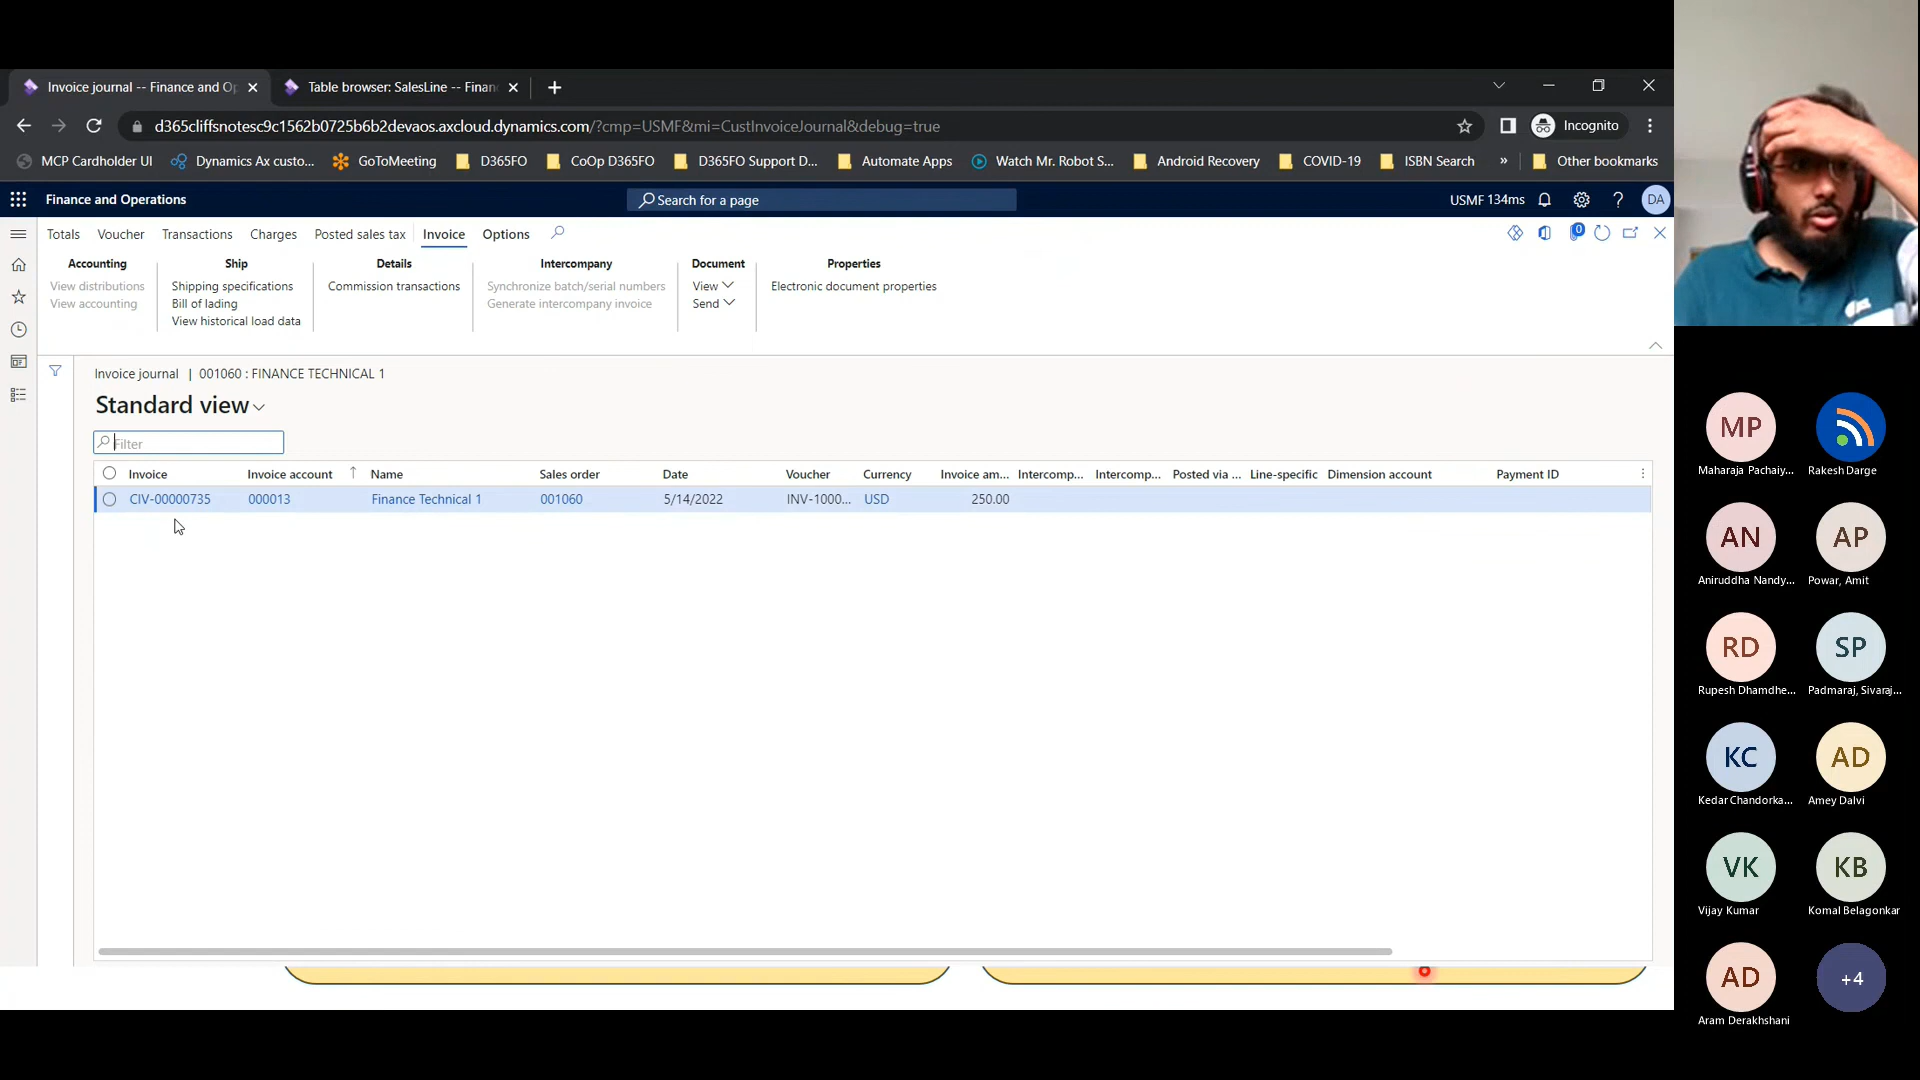 Invoice journal -- Finance and Op
Table browser: SalesLine -- Finan
d365cliffsnotesc9c1562b0725b6b2devaos.axcloud.dynamics.com/?cmp=USMF&mi=CustInvoiceJournal&debug=true
Incognito
MCP Cardholder UI
Dynamics Ax custo...
GoToMeeting
D365FO
CoOp D365FO
D365FO Support D...
Automate Apps
Watch Mr. Robot S...
Android Recovery
COVID-19
ISBN Search
»
Other bookmarks
Finance and Operations
Search for a page
USMF 134ms
?
DA
Totals
Voucher
Transactions
Charges
Posted sales tax
Invoice
Options
0
Accounting
View distributions
View accounting
Ship
Shipping specifications
Bill of lading
View historical load data
Details
Commission transactions
Intercompany
Synchronize batch/serial numbers
Generate intercompany invoice
Document
View
Send
Properties
Electronic document properties
Invoice journal | 001060 : FINANCE TECHNICAL 1
Standard view
Filter
Invoice Invoice account Name Sales order Date Voucher Currency Invoice am... Intercomp... Intercomp... Posted via ... Line-specific Dimension account Payment ID
CIV-00000735 000013 Finance Technical 1 001060 5/14/2022 INV-1000... USD 250.00
MP
Maharaja Pachaiy...
Rakesh Darge
AN
Aniruddha Nandy...
AP
Powar, Amit
RD
Rupesh Dhamdhe...
SP
Padmaraj, Sivaraj...
KC
Kedar Chandorka...
AD
Amey Dalvi
VK
Vijay Kumar
KB
Komal Belagonkar
AD
Aram Derakhshani
+4